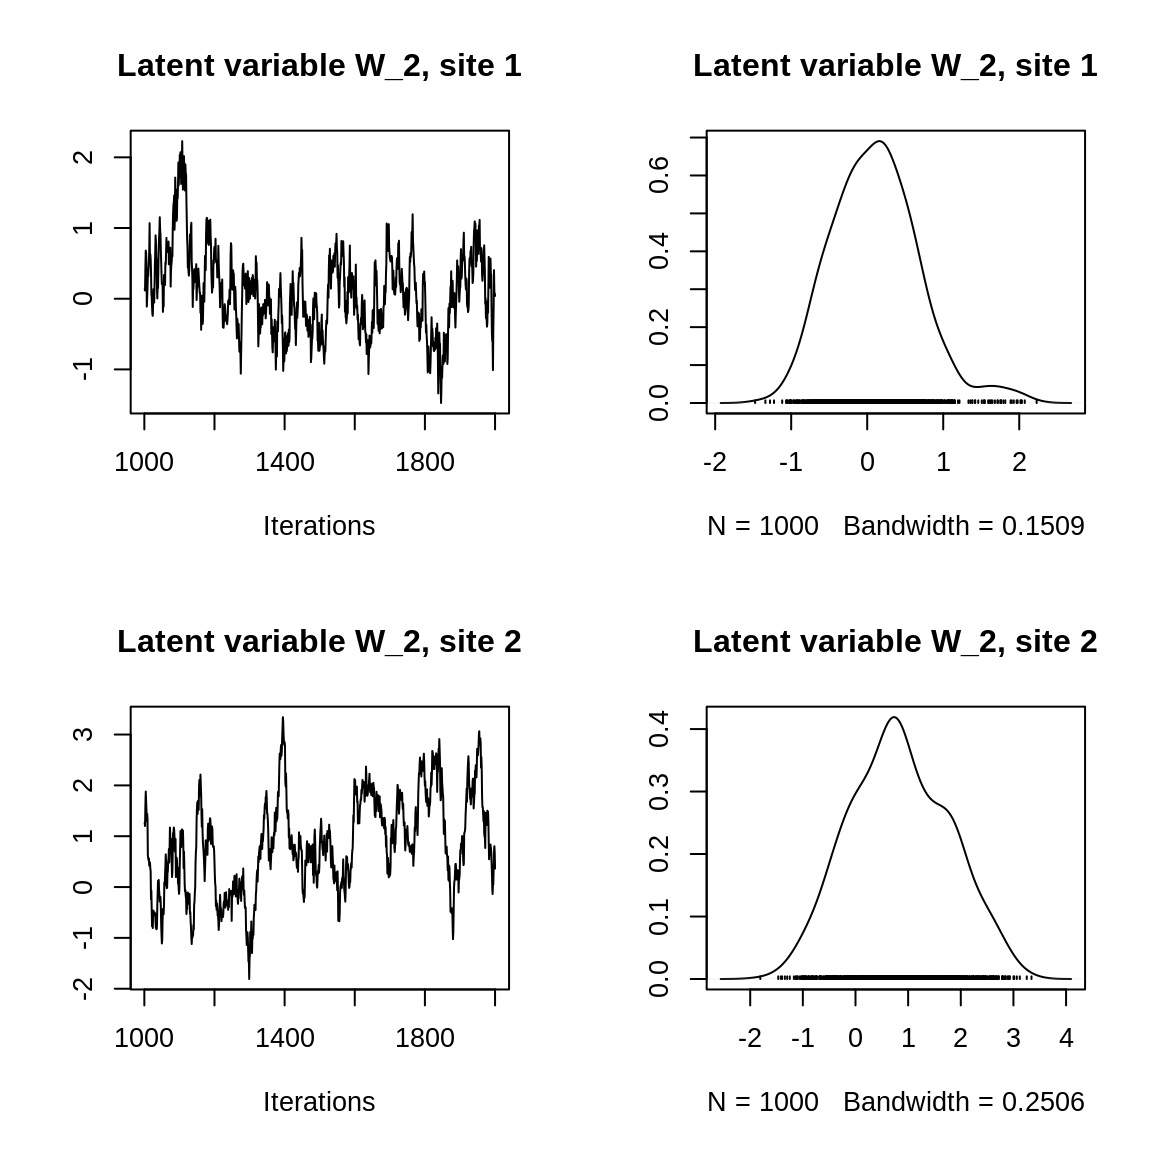 Latent variable W_2, site 1
2
1
0
-1
1000 1400 1800
Iterations
Latent variable W_2, site 1
0.6
0.4
0.2
0.0
-2 -1 0 1 2
N = 1000 Bandwidth = 0.1509
Latent variable W_2, site 2
3
2
1
0
-1
-2
1000 1400 1800
Iterations
Latent variable W_2, site 2
0.4
0.3
0.2
0.1
0.0
-2 -1 0 1 2 3 4
N = 1000 Bandwidth = 0.2506